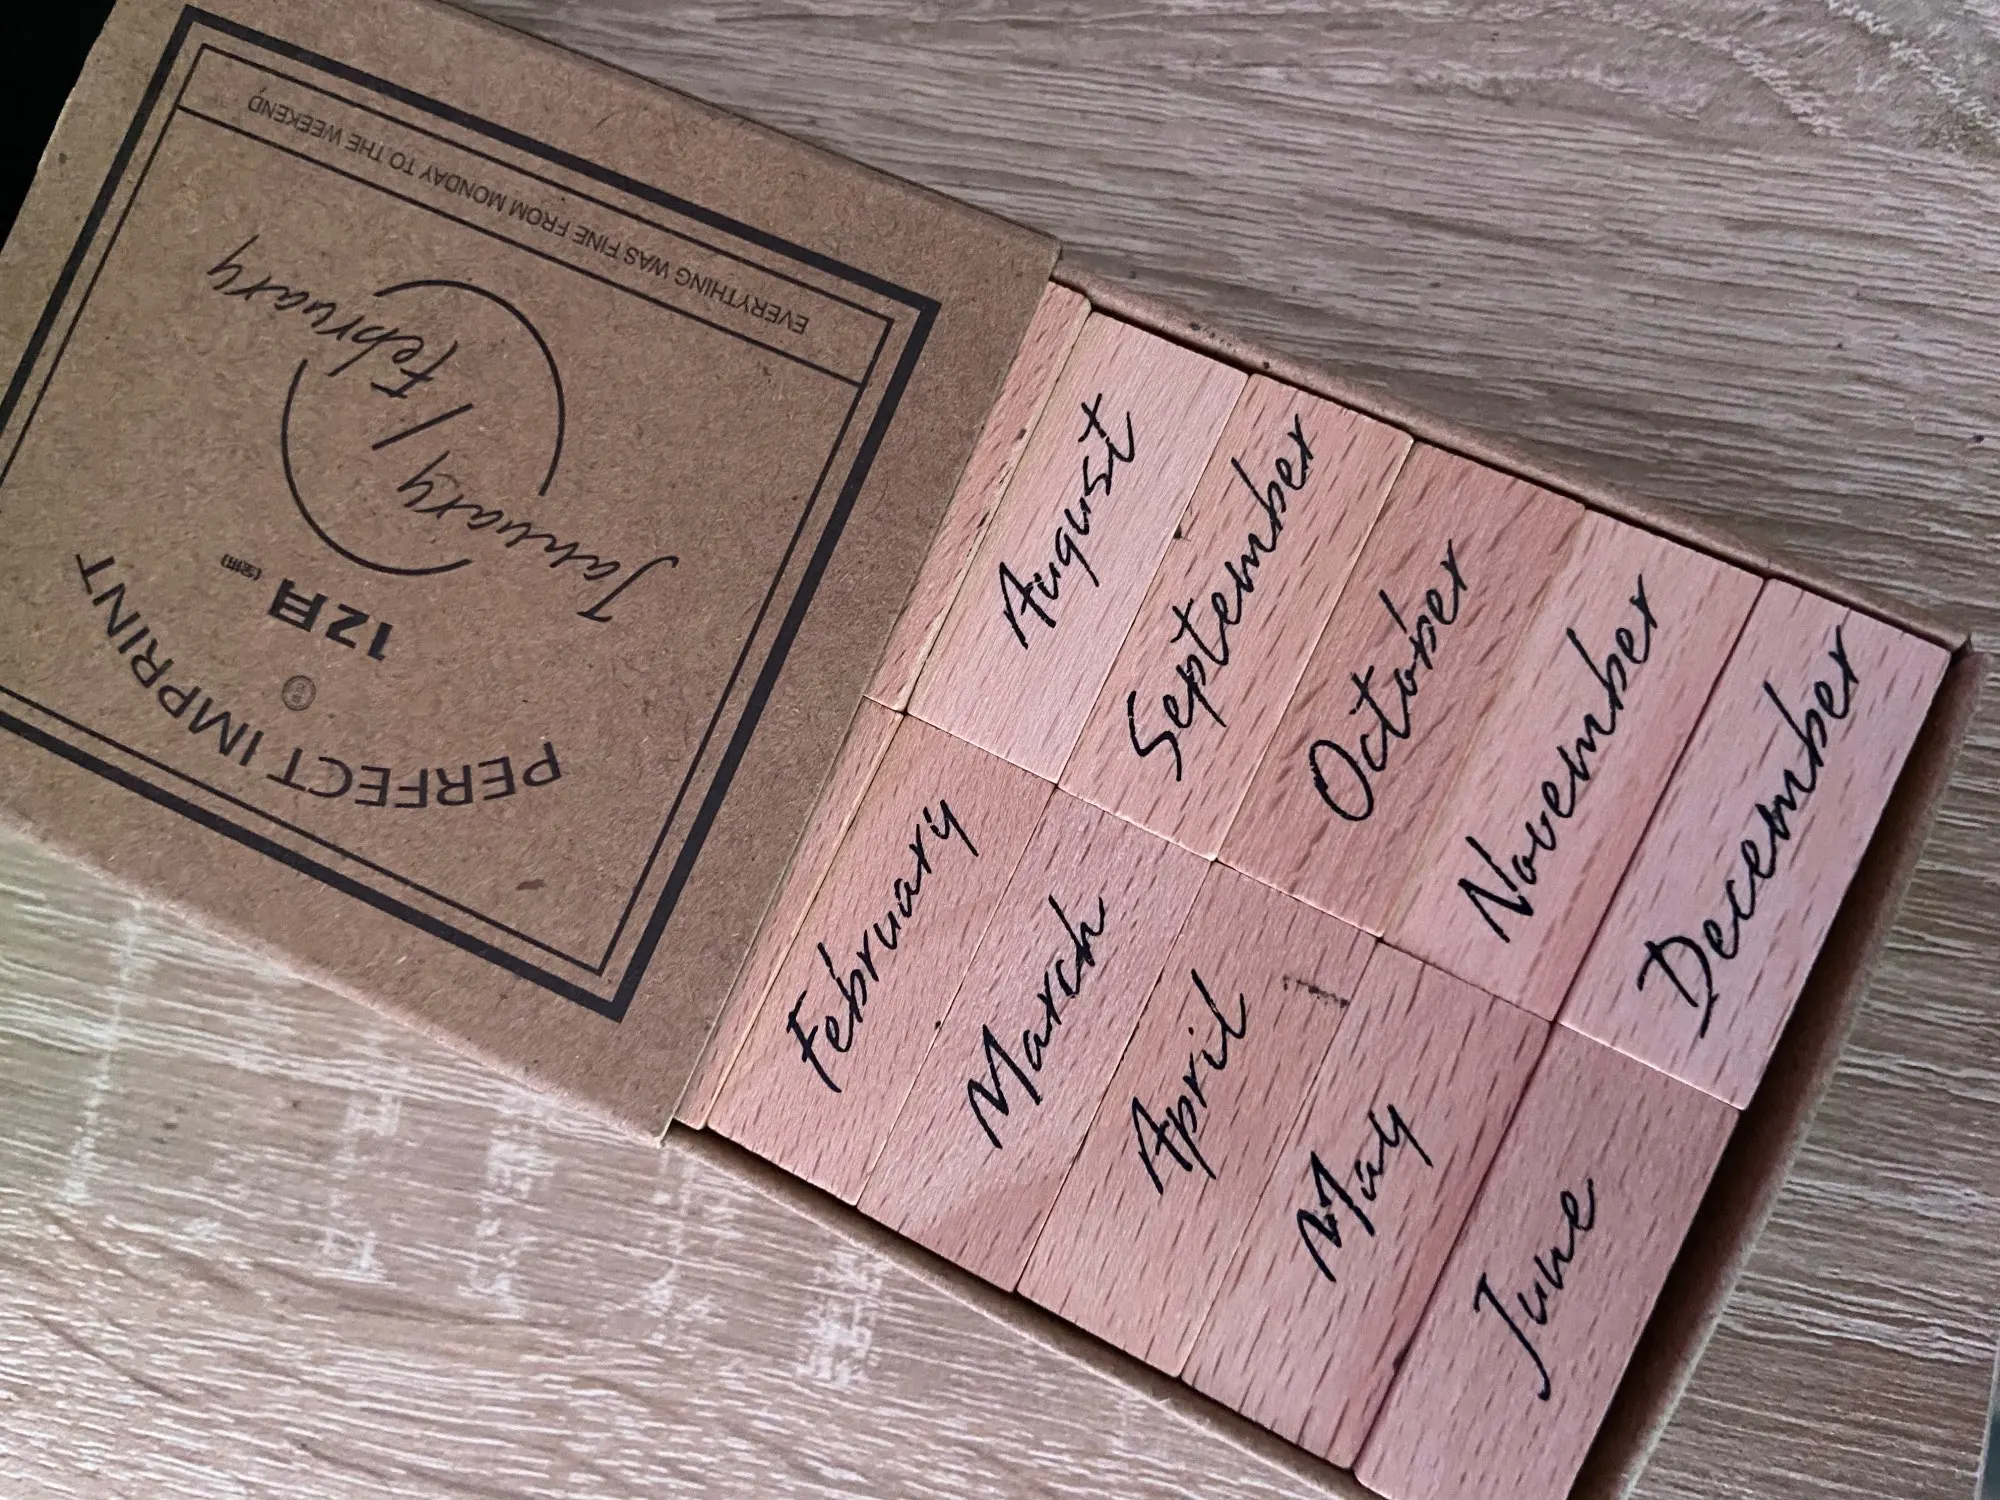 PERFECT IMPRINT
12月
January / February
EVERYTHING WAS FINE FROM MONDAY TO THE WEEKEND
August
September
October
November
December
February
March
April
May
June